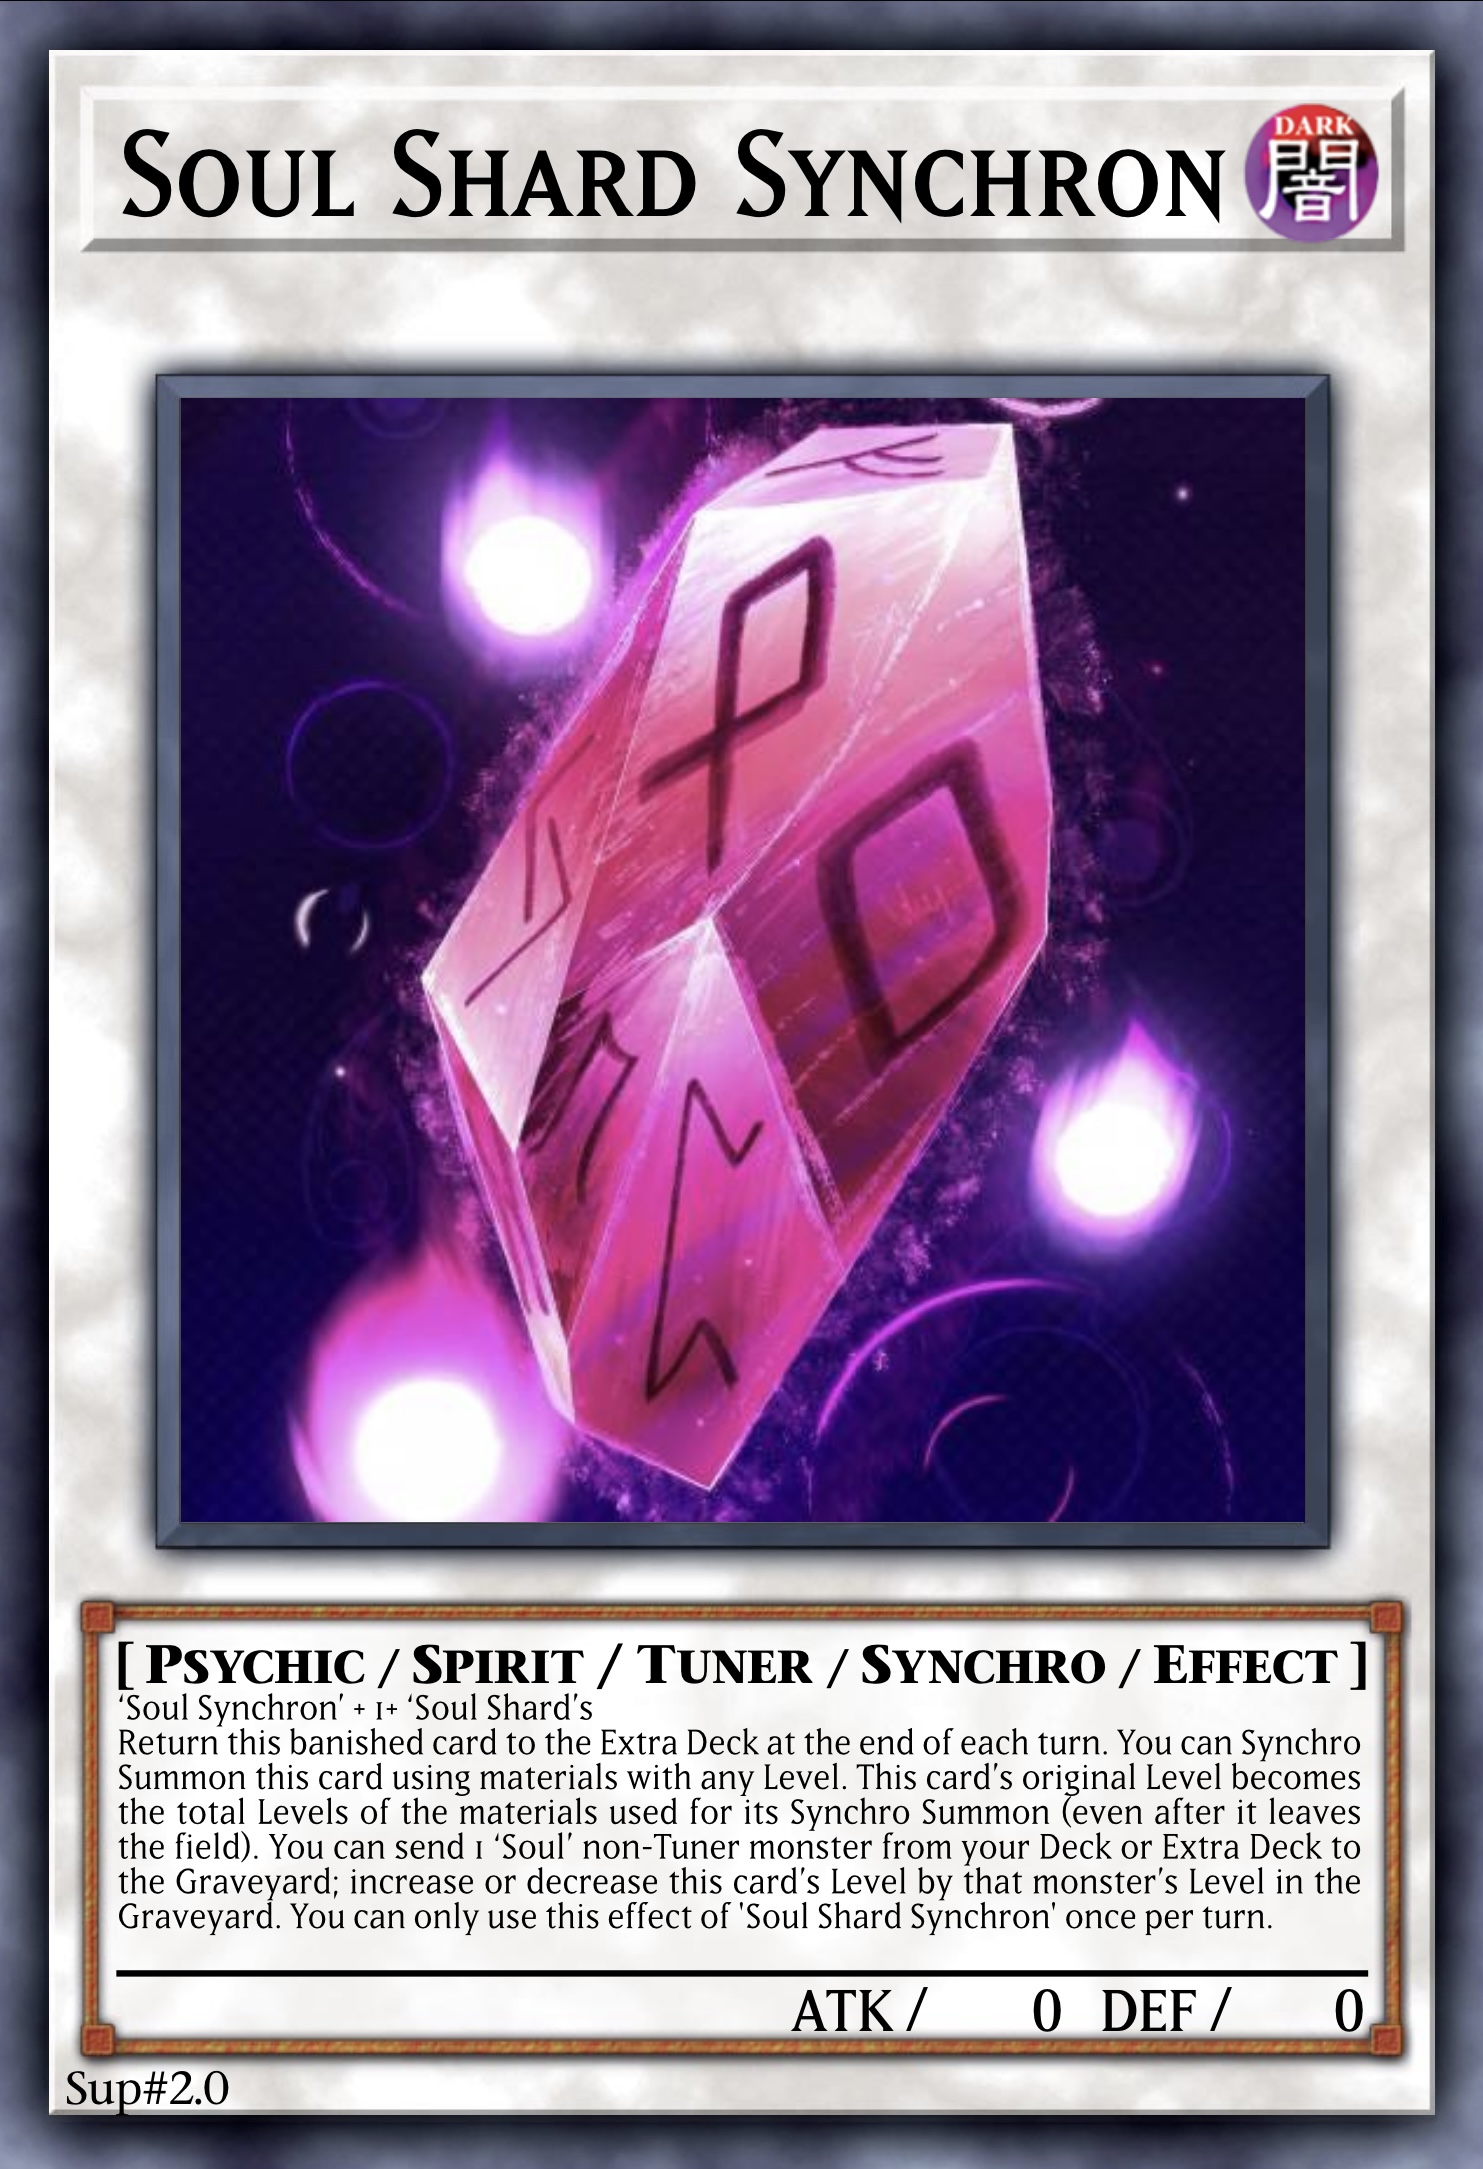 Soul Shard Synchron
DARK
闇
[ Psychic / Spirit / Tuner / Synchro / Effect ]
‘Soul Synchron’ + 1+ ‘Soul Shard’s
Return this banished card to the Extra Deck at the end of each turn. You can Synchro
Summon this card using materials with any Level. This card’s original Level becomes
the total Levels of the materials used for its Synchro Summon (even after it leaves
the field). You can send 1 ‘Soul’ non-Tuner monster from your Deck or Extra Deck to
the Graveyard; increase or decrease this card’s Level by that monster’s Level in the
Graveyard. You can only use this effect of 'Soul Shard Synchron' once per turn.
ATK / 0 DEF / 0
Sup#2.0